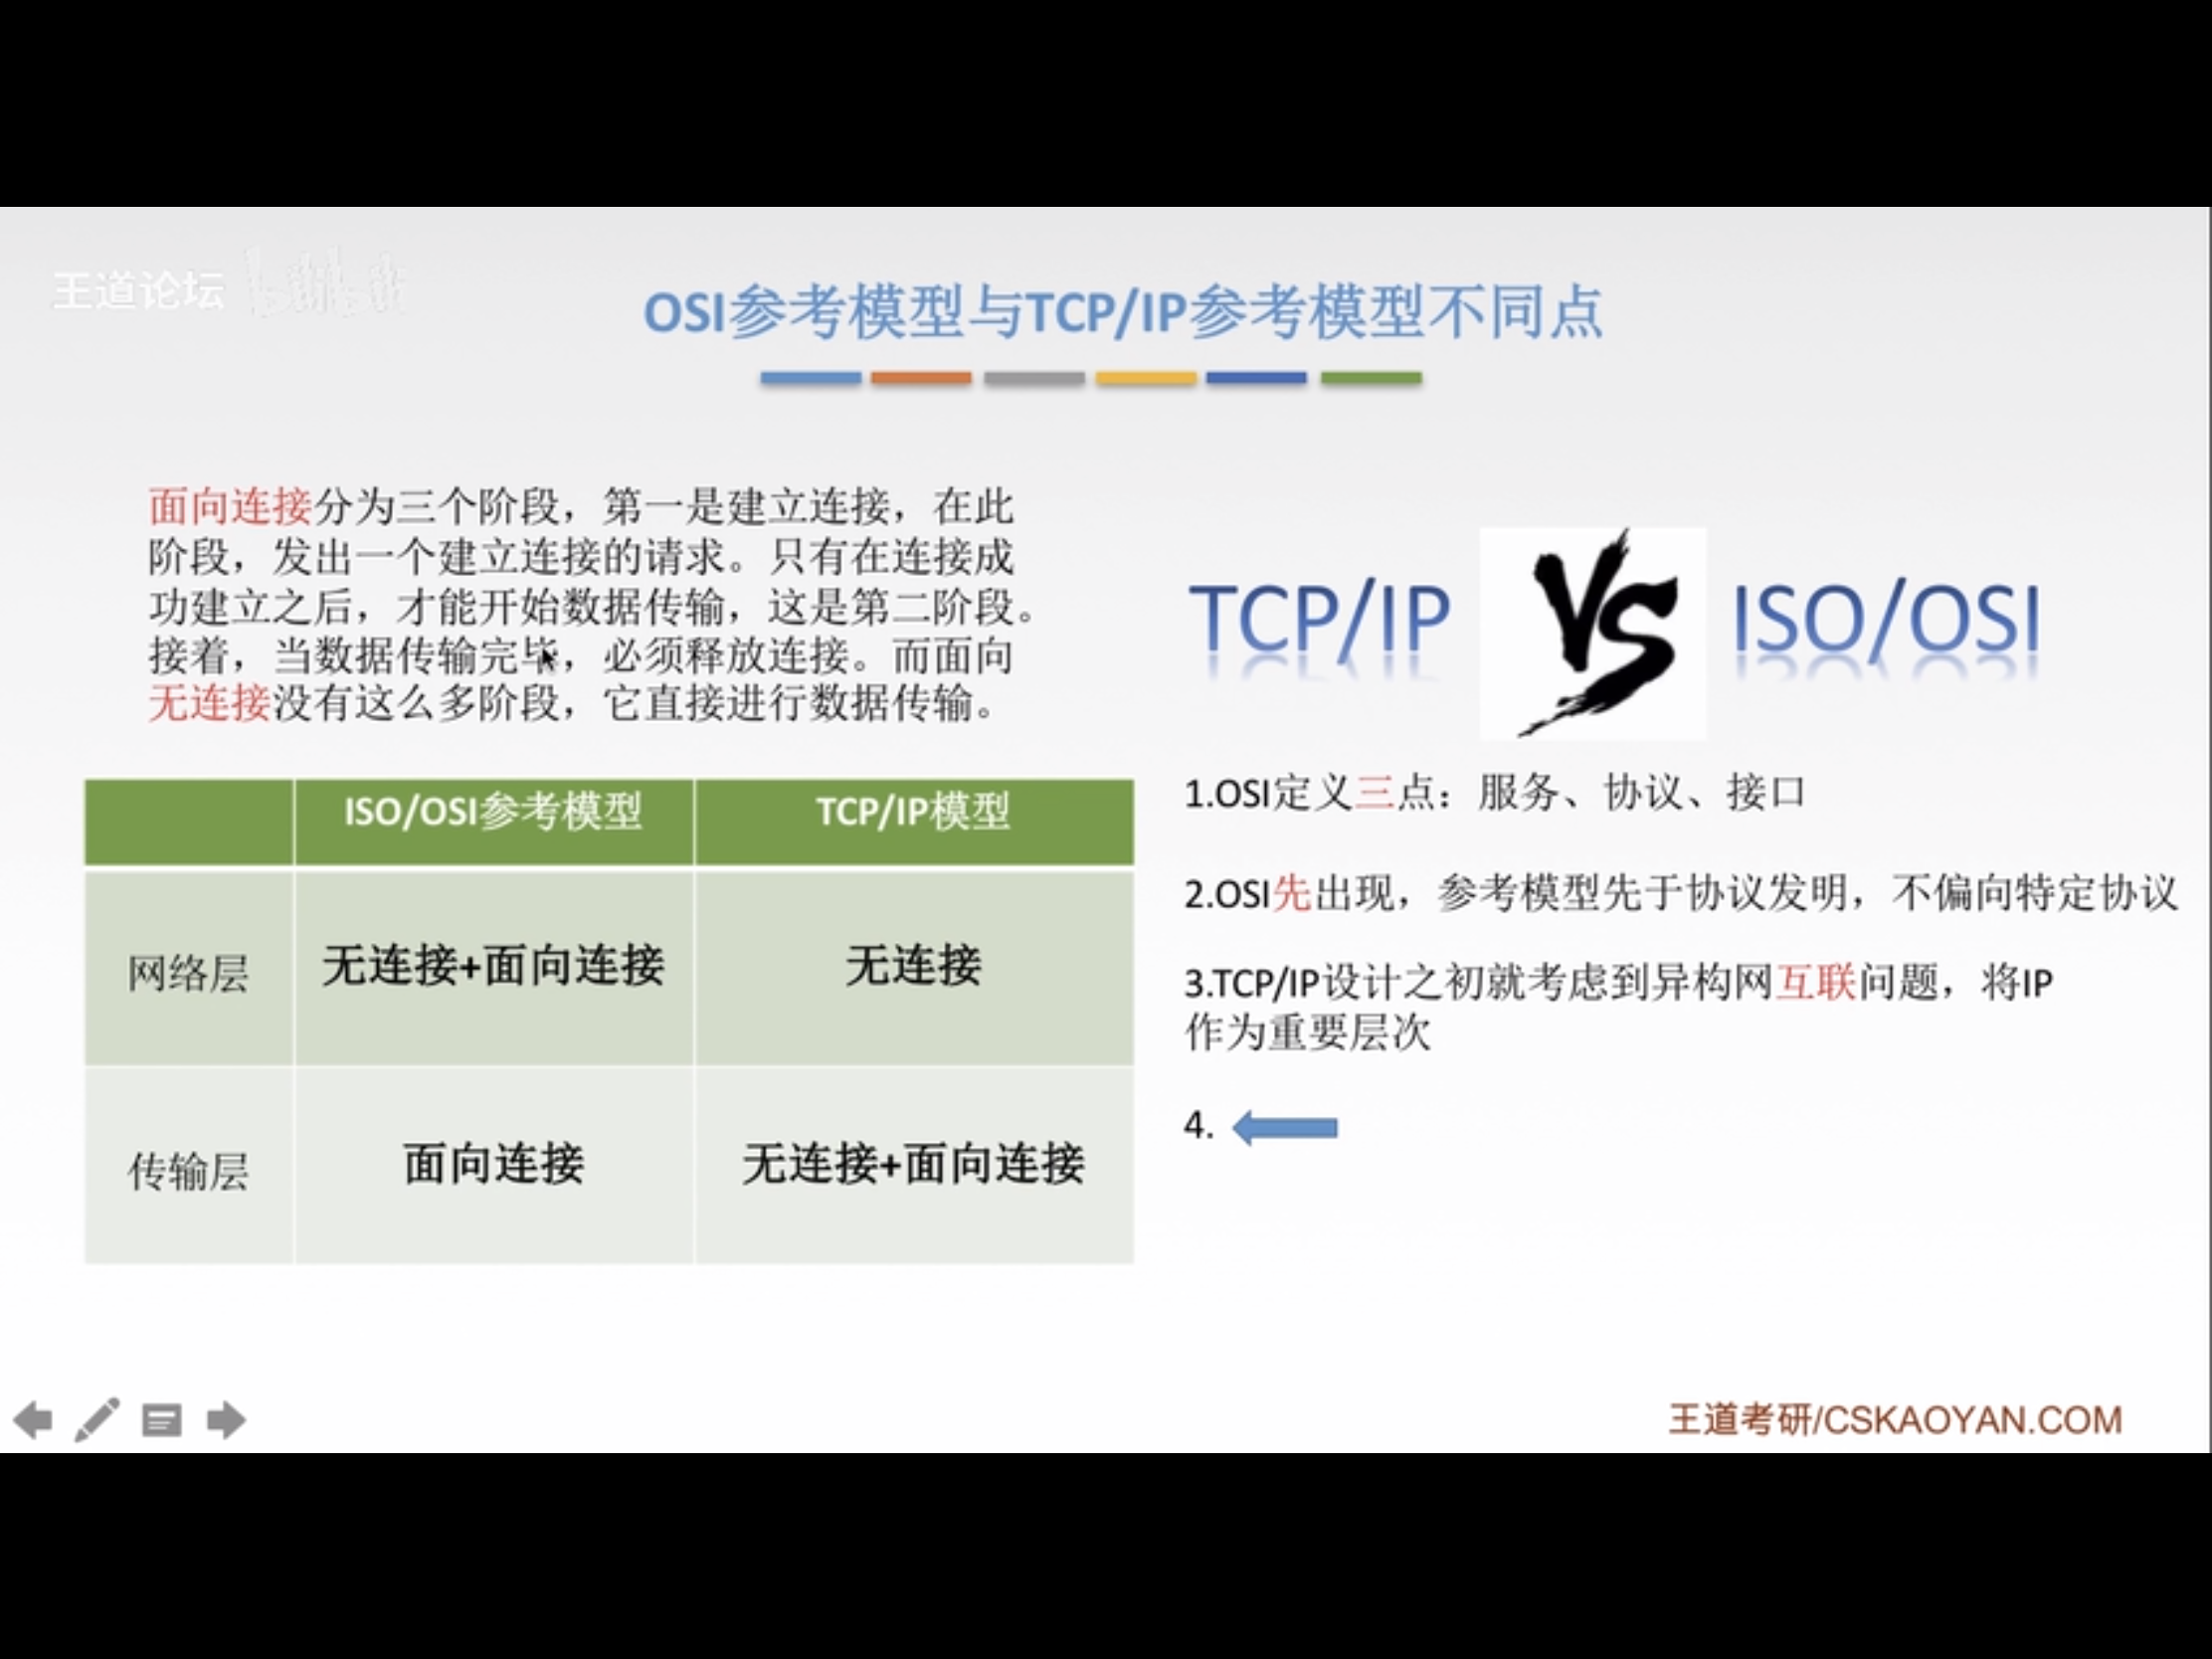 王道论坛 bilibili
OSI参考模型与TCP/IP参考模型不同点
面向连接分为三个阶段，第一是建立连接，在此
阶段，发出一个建立连接的请求。只有在连接成
功建立之后，才能开始数据传输，这是第二阶段。
接着，当数据传输完毕，必须释放连接。而面向
无连接没有这么多阶段，它直接进行数据传输。
ISO/OSI参考模型 TCP/IP模型
网络层 无连接+面向连接 无连接
传输层 面向连接 无连接+面向连接
TCP/IP VS ISO/OSI
1.OSI定义三点：服务、协议、接口
2.OSI先出现，参考模型先于协议发明，不偏向特定协议
3.TCP/IP设计之初就考虑到异构网互联问题，将IP
作为重要层次
4.
王道考研/CSKAOYAN.COM